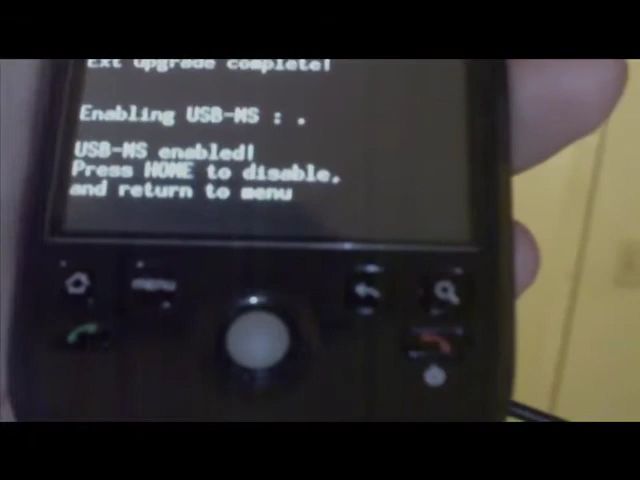 Ext upgrade complete!
Enabling USB-MS : .
USB-MS enabled!
Press HOME to disable,
and return to menu
menu